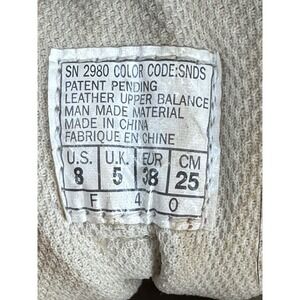 SN 2980 COLOR CODE:SNDS
PATENT PENDING
LEATHER UPPER BALANCE
MAN MADE MATERIAL
MADE IN CHINA
FABRIQUE EN CHINE
U.S. U.K. EUR CM
8 5 38 25
F 4 0